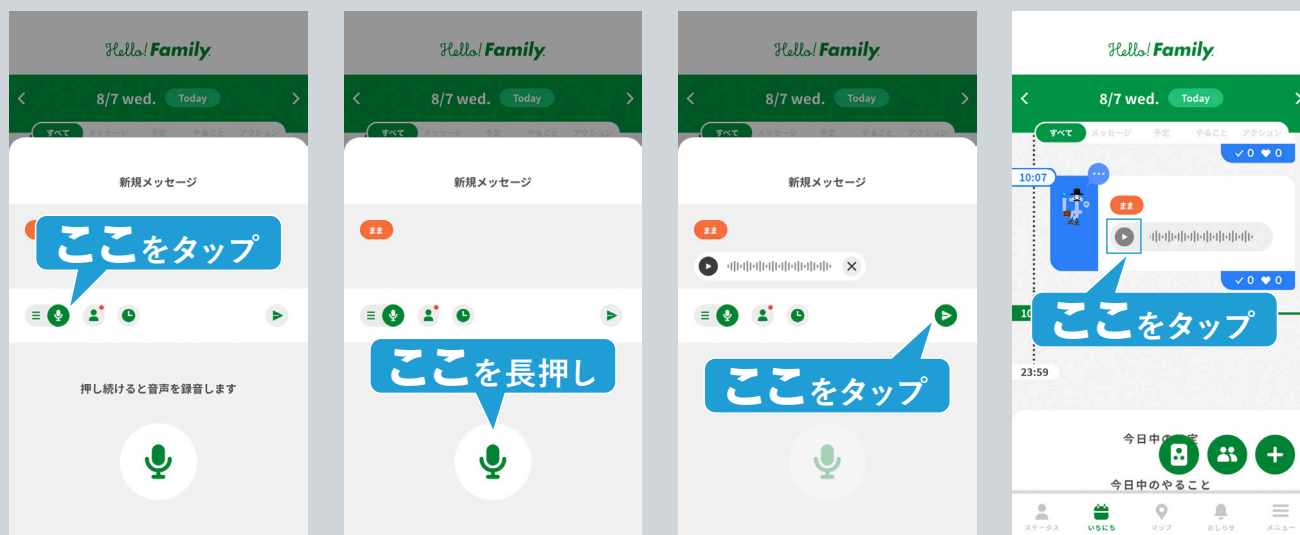 Hello! Family.
8/7 wed. Today
すべて メッセージ 予定 やること アクション
新規メッセージ
ここをタップ
押し続けると音声を録音します
Hello! Family.
8/7 wed. Today
すべて メッセージ 予定 やること アクション
新規メッセージ
まま
ここを長押し
Hello! Family.
8/7 wed. Today
すべて メッセージ 予定 やること アクション
新規メッセージ
まま
ここをタップ
Hello! Family.
8/7 wed. Today
すべて メッセージ 予定 やること アクション
0 0
10:07
まま
0 0
ここをタップ
23:59
今日中の
今日中のやること
ステータス いちにち マップ おしらせ メニュー